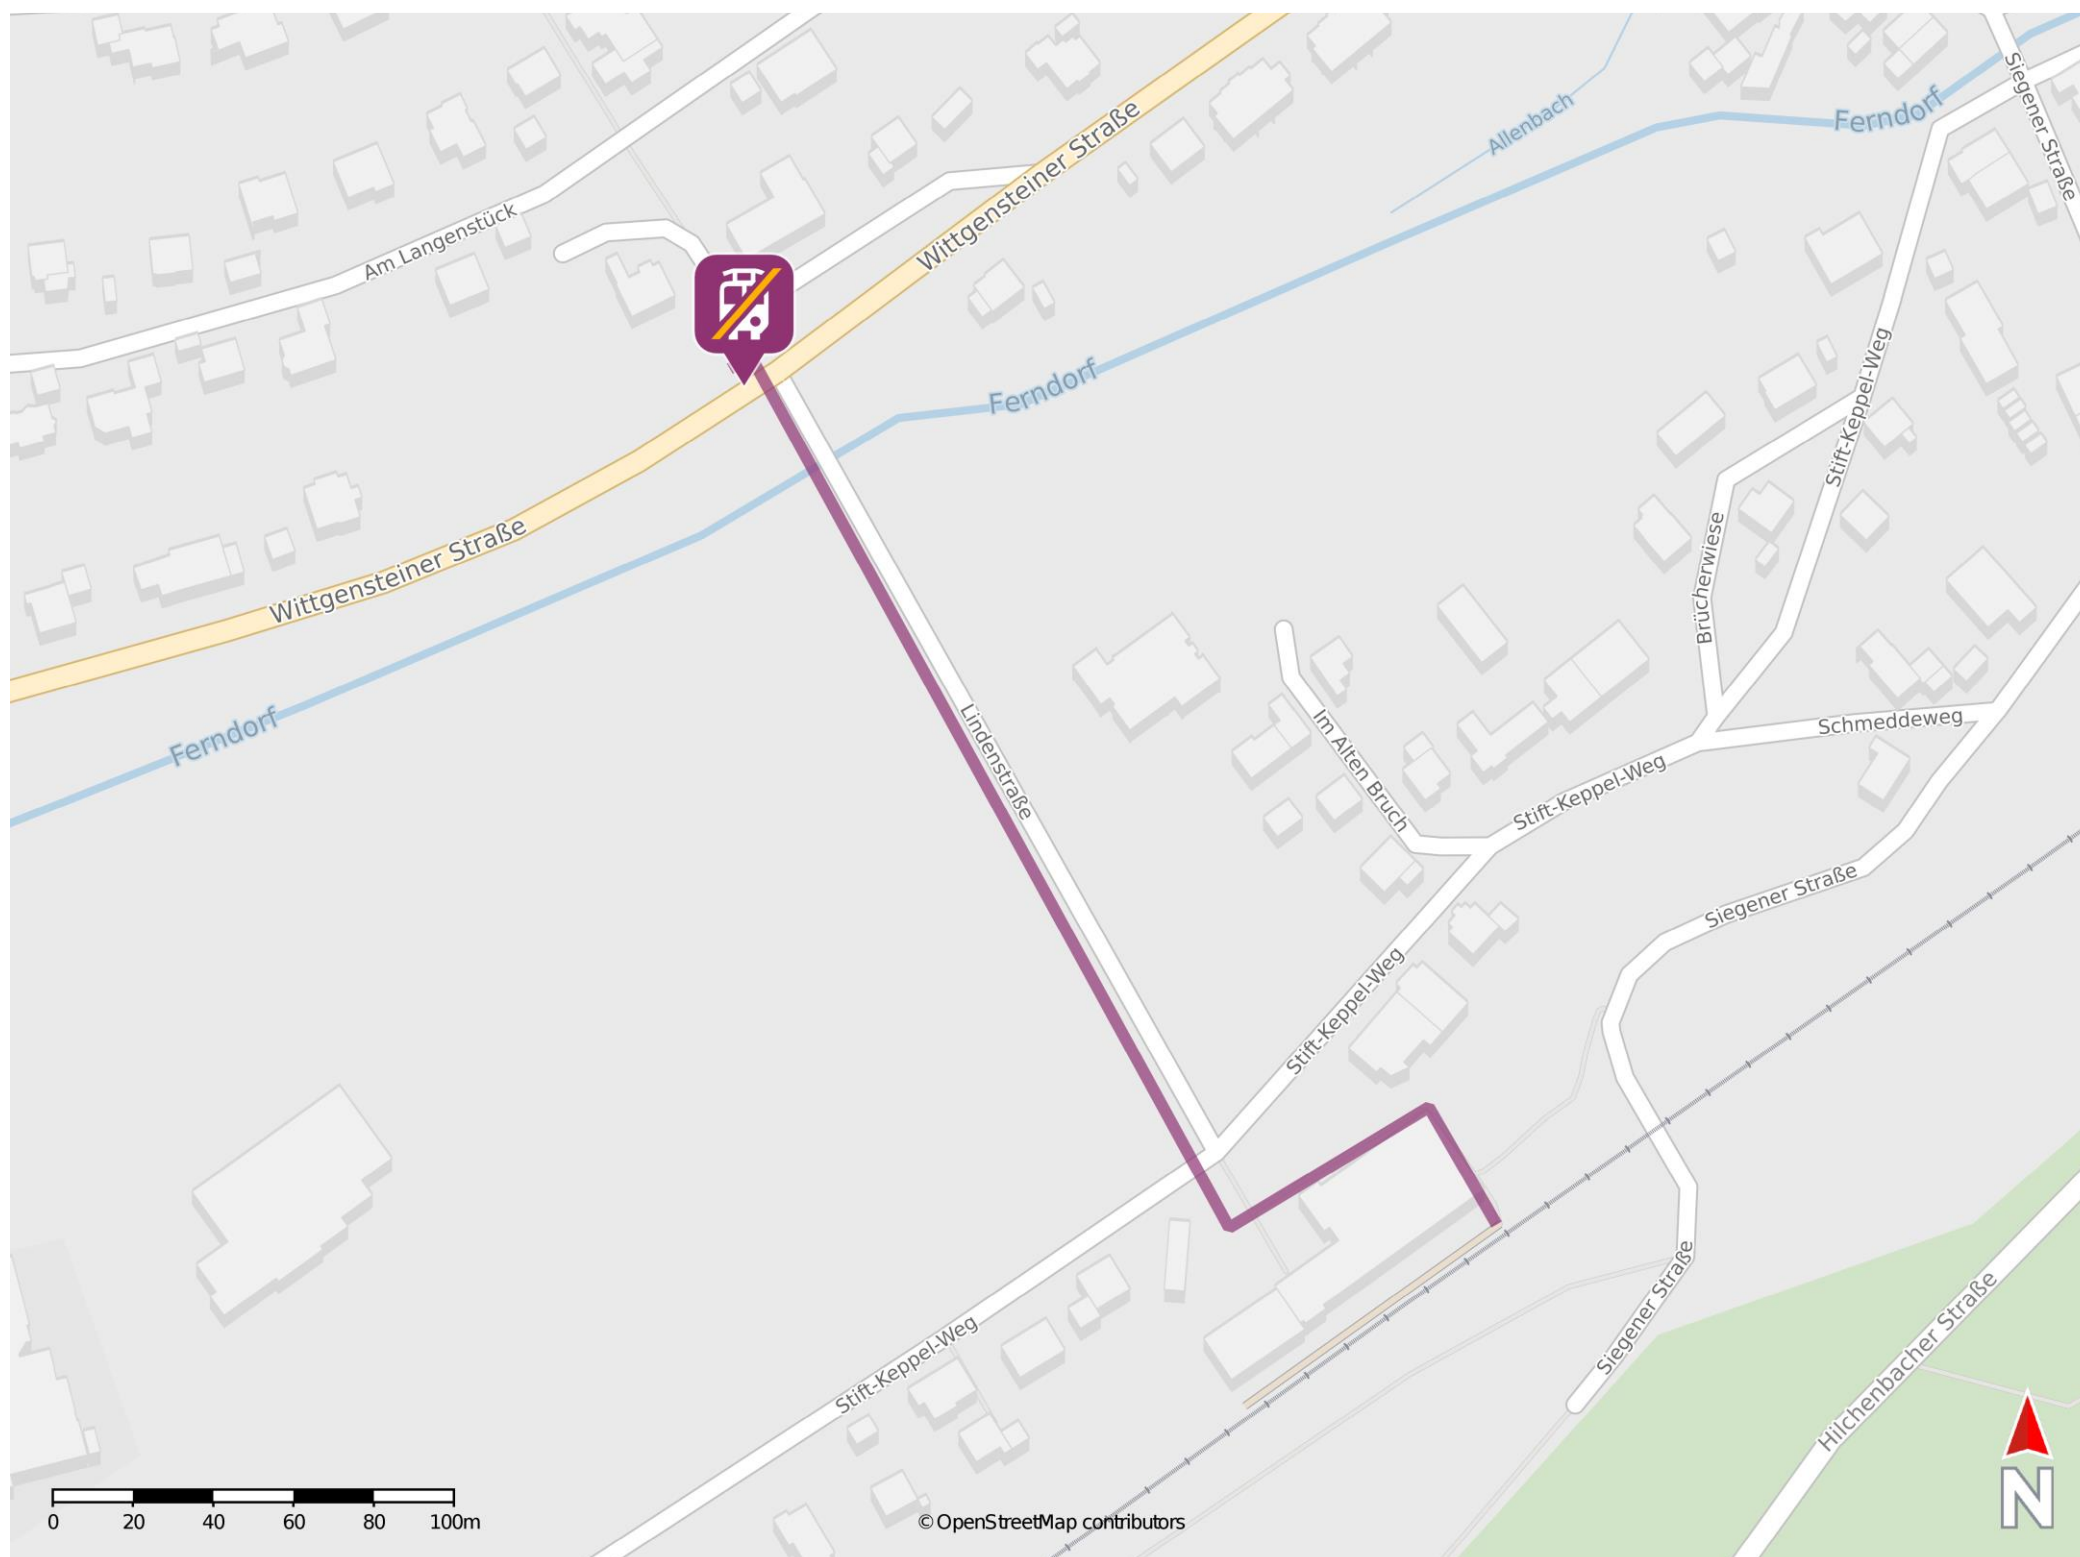 Siegener Straße
Ferndorf
Allenbach
Wittgensteiner Straße
Am Langenstück
Ferndorf
Stift-Keppel-Weg
Wittgensteiner Straße
Brücherwiese
Ferndorf
Lindenstraße
Im Alten Bruch
Schmeddeweg
Stift-Keppel-Weg
Siegener Straße
Stift-Keppel-Weg
Siegener Straße
Stift-Keppel-Weg
Hilchenbacher Straße
N
0 20 40 60 80 100m
© OpenStreetMap contributors